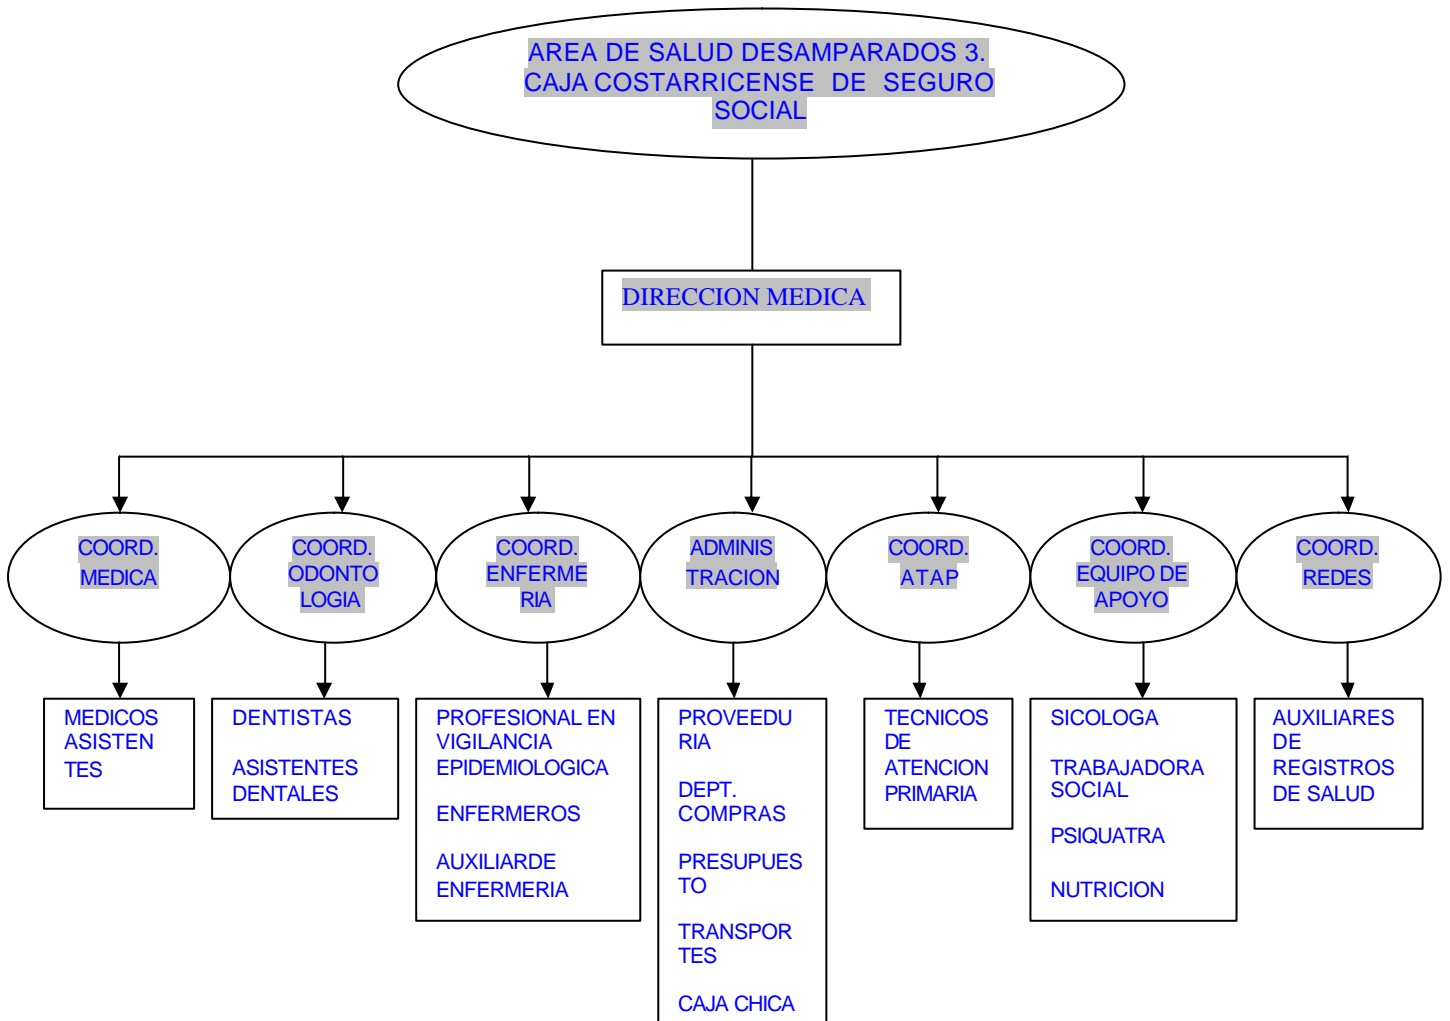 AREA DE SALUD DESAMPARADOS 3.
CAJA COSTARRICENSE DE SEGURO
SOCIAL
DIRECCION MEDICA
COORD.
MEDICA
COORD.
ODONTO
LOGIA
COORD.
ENFERME
RIA
ADMINIS
TRACION
COORD.
ATAP
COORD.
EQUIPO DE
APOYO
COORD.
REDES
MEDICOS
ASISTEN
TES
DENTISTAS
ASISTENTES
DENTALES
PROFESIONAL EN
VIGILANCIA
EPIDEMIOLOGICA
ENFERMEROS
AUXILIARDE
ENFERMERIA
PROVEEDU
RIA
DEPT.
COMPRAS
PRESUPUES
TO
TRANSPOR
TES
CAJA CHICA
TECNICOS
DE
ATENCION
PRIMARIA
SICOLOGA
TRABAJADORA
SOCIAL
PSIQUATRA
NUTRICION
AUXILIARES
DE
REGISTROS
DE SALUD